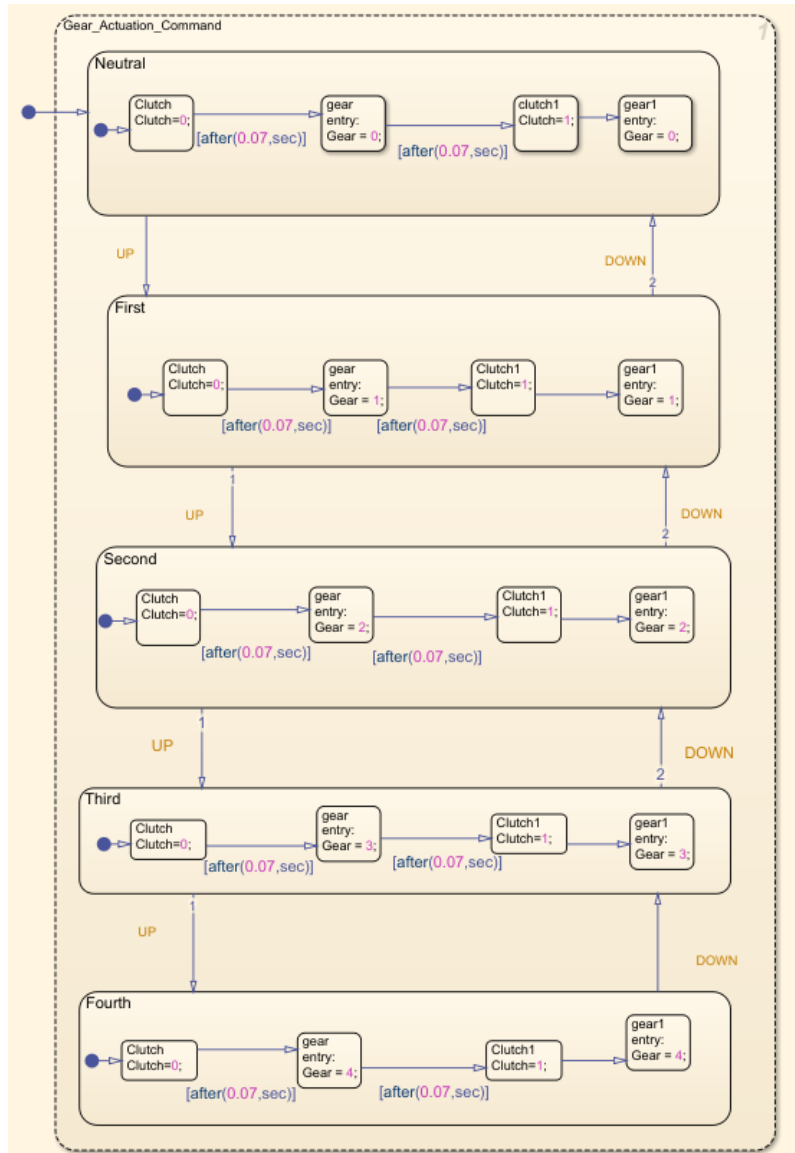 Gear_Actuation_Command
1
Neutral
Clutch
Clutch=0;
[after(0.07,sec)]
gear
entry:
Gear = 0;
[after(0.07,sec)]
clutch1
Clutch=1;
gear1
entry:
Gear = 0;
UP
DOWN
2
First
Clutch
Clutch=0;
[after(0.07,sec)]
gear
entry:
Gear = 1;
[after(0.07,sec)]
Clutch1
Clutch=1;
gear1
entry:
Gear = 1;
1
UP
DOWN
2
Second
Clutch
Clutch=0;
[after(0.07,sec)]
gear
entry:
Gear = 2;
[after(0.07,sec)]
Clutch1
Clutch=1;
gear1
entry:
Gear = 2;
1
UP
DOWN
2
Third
Clutch
Clutch=0;
[after(0.07,sec)]
gear
entry:
Gear = 3;
[after(0.07,sec)]
Clutch1
Clutch=1;
gear1
entry:
Gear = 3;
1
UP
DOWN
Fourth
Clutch
Clutch=0;
[after(0.07,sec)]
gear
entry:
Gear = 4;
[after(0.07,sec)]
Clutch1
Clutch=1;
gear1
entry:
Gear = 4;